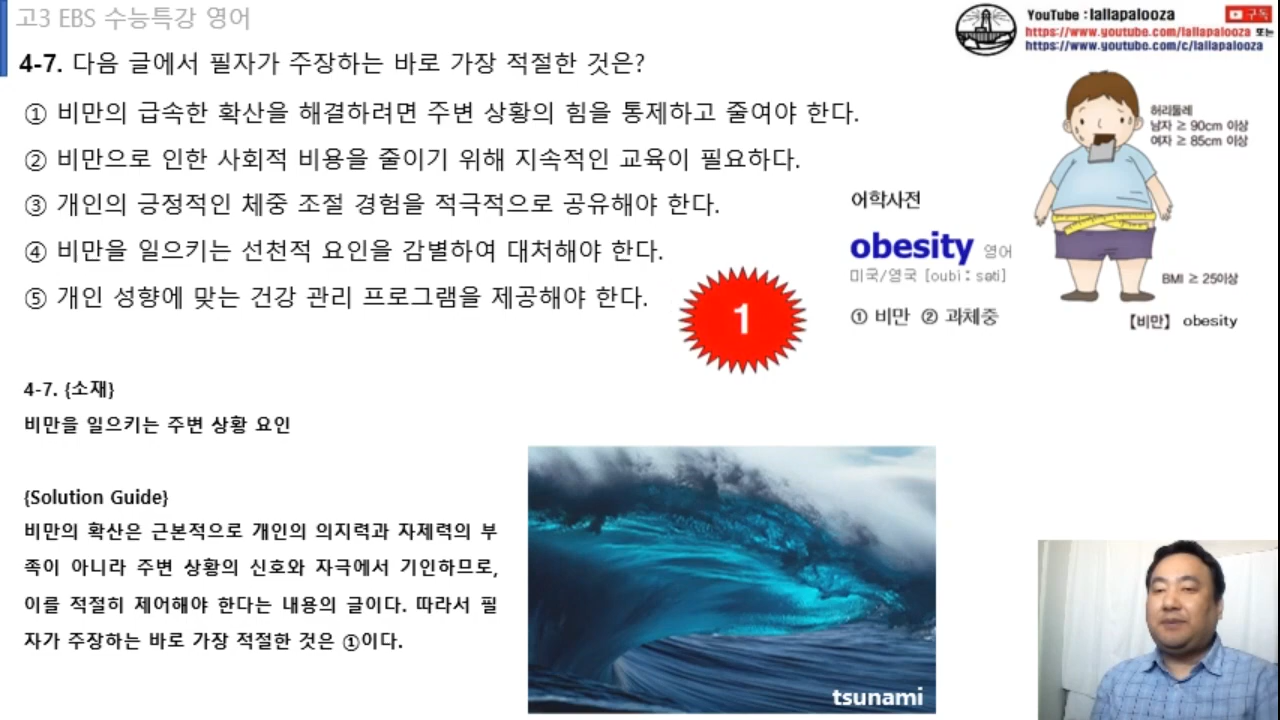 고3 EBS 수능특강 영어
YouTube : lallapalooza
구독
https://www.youtube.com/lallapalooza 또는
https://www.youtube.com/c/lallapalooza
4-7. 다음 글에서 필자가 주장하는 바로 가장 적절한 것은?
① 비만의 급속한 확산을 해결하려면 주변 상황의 힘을 통제하고 줄여야 한다.
② 비만으로 인한 사회적 비용을 줄이기 위해 지속적인 교육이 필요하다.
③ 개인의 긍정적인 체중 조절 경험을 적극적으로 공유해야 한다.
④ 비만을 일으키는 선천적 요인을 감별하여 대처해야 한다.
⑤ 개인 성향에 맞는 건강 관리 프로그램을 제공해야 한다.
1
어학사전
obesity 영어
미국/영국 [oubiːsəti]
① 비만 ② 과체중
허리둘레
남자 ≥ 90cm 이상
여자 ≥ 85cm 이상
BMI ≥ 25이상
【비만】 obesity
4-7. {소재}
비만을 일으키는 주변 상황 요인
{Solution Guide}
비만의 확산은 근본적으로 개인의 의지력과 자제력의 부
족이 아니라 주변 상황의 신호와 자극에서 기인하므로,
이를 적절히 제어해야 한다는 내용의 글이다. 따라서 필
자가 주장하는 바로 가장 적절한 것은 ①이다.
tsunami